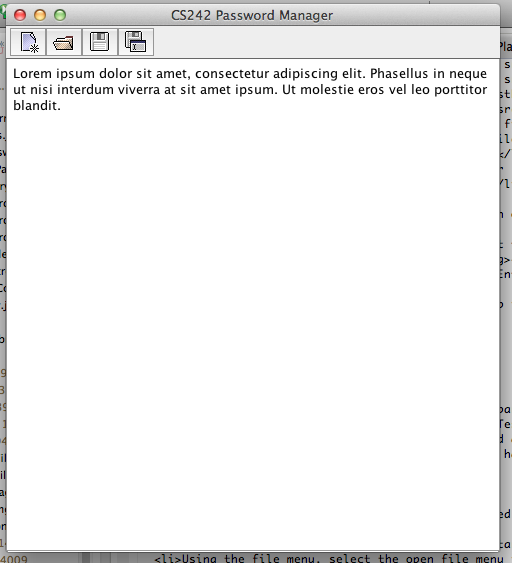 CS242 Password Manager
Lorem ipsum dolor sit amet, consectetur adipiscing elit. Phasellus in neque
ut nisi interdum viverra at sit amet ipsum. Ut molestie eros vel leo porttitor
blandit.
4009 <li>Using the file menu, select the open file menu